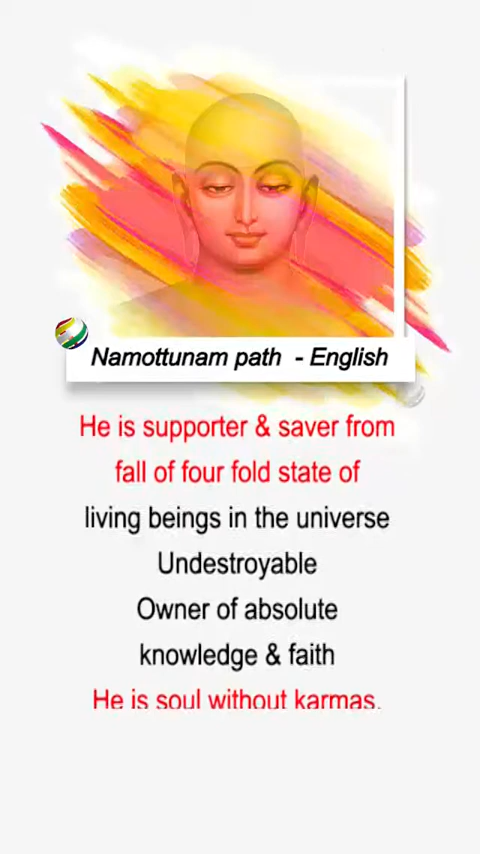 Namottunam path - English
He is supporter & saver from
fall of four fold state of
living beings in the universe
Undestroyable
Owner of absolute
knowledge & faith
He is soul without karmas.